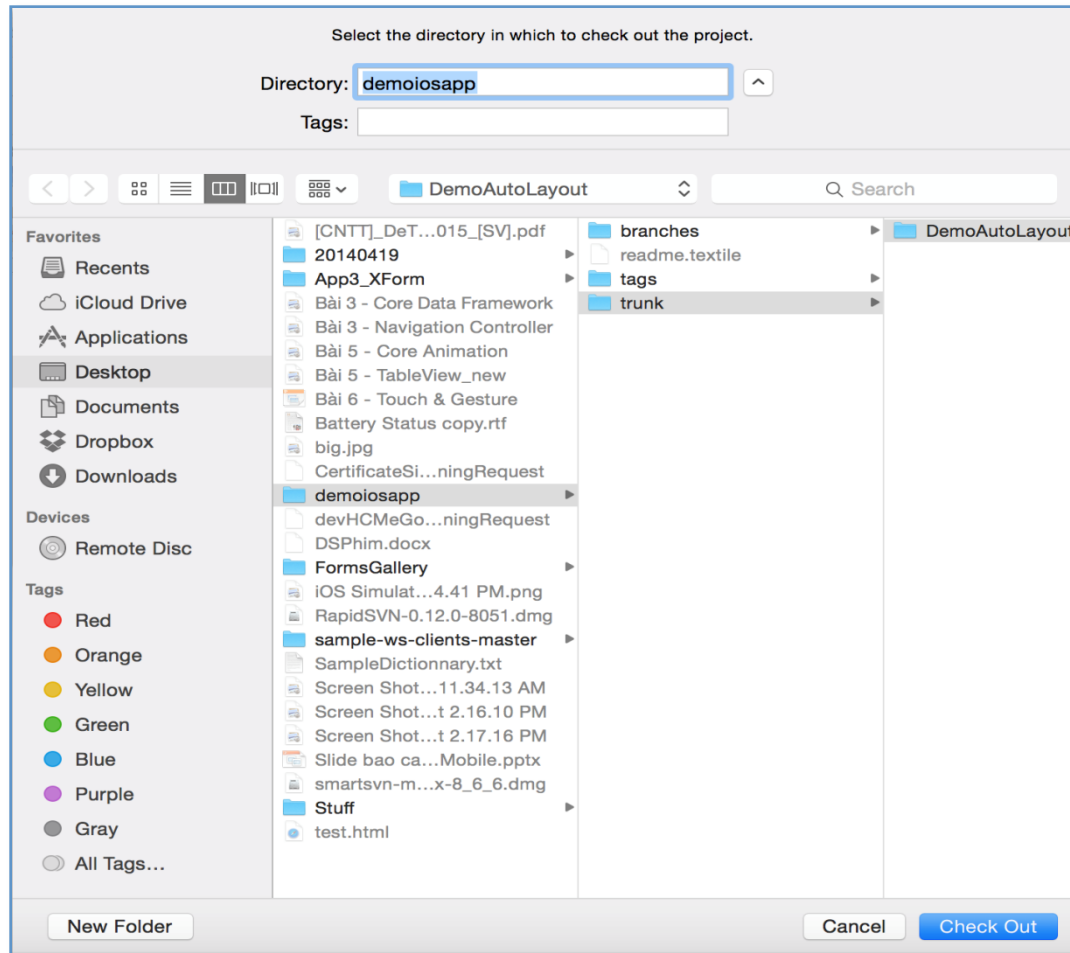 Select the directory in which to check out the project.
Directory: demoiosapp
Tags:
DemoAutoLayout
Search
Favorites
Recents
iCloud Drive
Applications
Desktop
Documents
Dropbox
Downloads
Devices
Remote Disc
Tags
Red
Orange
Yellow
Green
Blue
Purple
Gray
All Tags...
[CNTT]_DeT...015_[SV].pdf
20140419
App3_XForm
Bài 3 - Core Data Framework
Bài 3 - Navigation Controller
Bài 5 - Core Animation
Bài 5 - TableView_new
Bài 6 - Touch & Gesture
Battery Status copy.rtf
big.jpg
CertificateSi...ningRequest
demoiosapp
devHCMeGo...ningRequest
DSPhim.docx
FormsGallery
iOS Simulat...4.41 PM.png
RapidSVN-0.12.0-8051.dmg
sample-ws-clients-master
SampleDictionnary.txt
Screen Shot...11.34.13 AM
Screen Shot...t 2.16.10 PM
Screen Shot...t 2.17.16 PM
Slide bao ca...Mobile.pptx
smartsvn-m...x-8_6_6.dmg
Stuff
test.html
branches
readme.textile
tags
trunk
DemoAutoLayout
New Folder
Cancel
Check Out